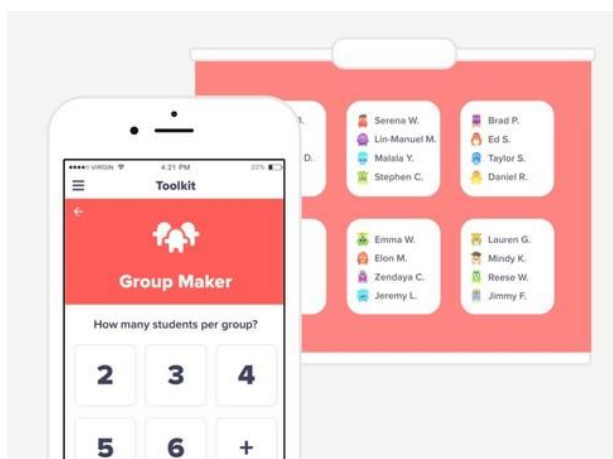 VIRGIN
4:21 PM
22%
Toolkit
Group Maker
How many students per group?
2
3
4
5
6
+
D.
Serena W.
Lin-Manuel M.
Malala Y.
Stephen C.
Brad P.
Ed S.
Taylor S.
Daniel R.
Emma W.
Elon M.
Zendaya C.
Jeremy L.
Lauren G.
Mindy K.
Reese W.
Jimmy F.